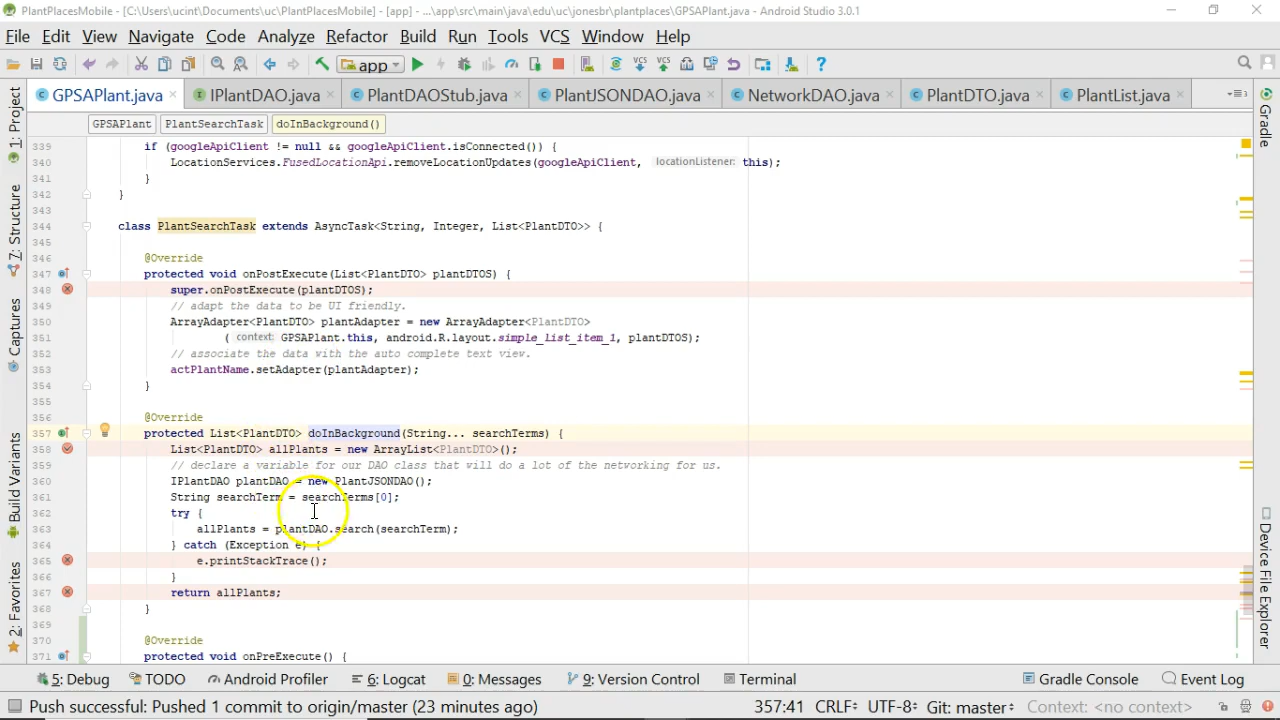 PlantPlacesMobile - [C:\Users\ucint\Documents\uc\PlantPlacesMobile] - [app] - ...\app\src\main\java\edu\uc\jonesbr\plantplaces\GPSAPlant.java - Android Studio 3.0.1
File Edit View Navigate Code Analyze Refactor Build Run Tools VCS Window Help
app
GPSAPlant.java IPlantDAO.java PlantDAOStub.java PlantJSONDAO.java NetworkDAO.java PlantDTO.java PlantList.java
GPSAPlant PlantSearchTask doInBackground()
339 if (googleApiClient != null && googleApiClient.isConnected()) {
340 LocationServices.FusedLocationApi.removeLocationUpdates(googleApiClient, locationListener: this);
341 }
342 }
343
344 class PlantSearchTask extends AsyncTask<String, Integer, List<PlantDTO>> {
345
346 @Override
347 protected void onPostExecute(List<PlantDTO> plantDTOS) {
348 super.onPostExecute(plantDTOS);
349 // adapt the data to be UI friendly.
350 ArrayAdapter<PlantDTO> plantAdapter = new ArrayAdapter<PlantDTO>
351 ( context: GPSAPlant.this, android.R.layout.simple_list_item_1, plantDTOS);
352 // associate the data with the auto complete text view.
353 actPlantName.setAdapter(plantAdapter);
354 }
355
356 @Override
357 protected List<PlantDTO> doInBackground(String... searchTerms) {
358 List<PlantDTO> allPlants = new ArrayList<PlantDTO>();
359 // declare a variable for our DAO class that will do a lot of the networking for us.
360 IPlantDAO plantDAO = new PlantJSONDAO();
361 String searchTerm = searchTerms[0];
362 try {
363 allPlants = plantDAO.search(searchTerm);
364 } catch (Exception e) {
365 e.printStackTrace();
366 }
367 return allPlants;
368 }
369
370 @Override
371 protected void onPreExecute() {
1: Project
7: Structure
Captures
Build Variants
2: Favorites
Gradle
Device File Explorer
5: Debug TODO Android Profiler 6: Logcat 0: Messages 9: Version Control Terminal Gradle Console Event Log
Push successful: Pushed 1 commit to origin/master (23 minutes ago) 357:41 CRLF÷ UTF-8÷ Git: master÷ Context: <no context>